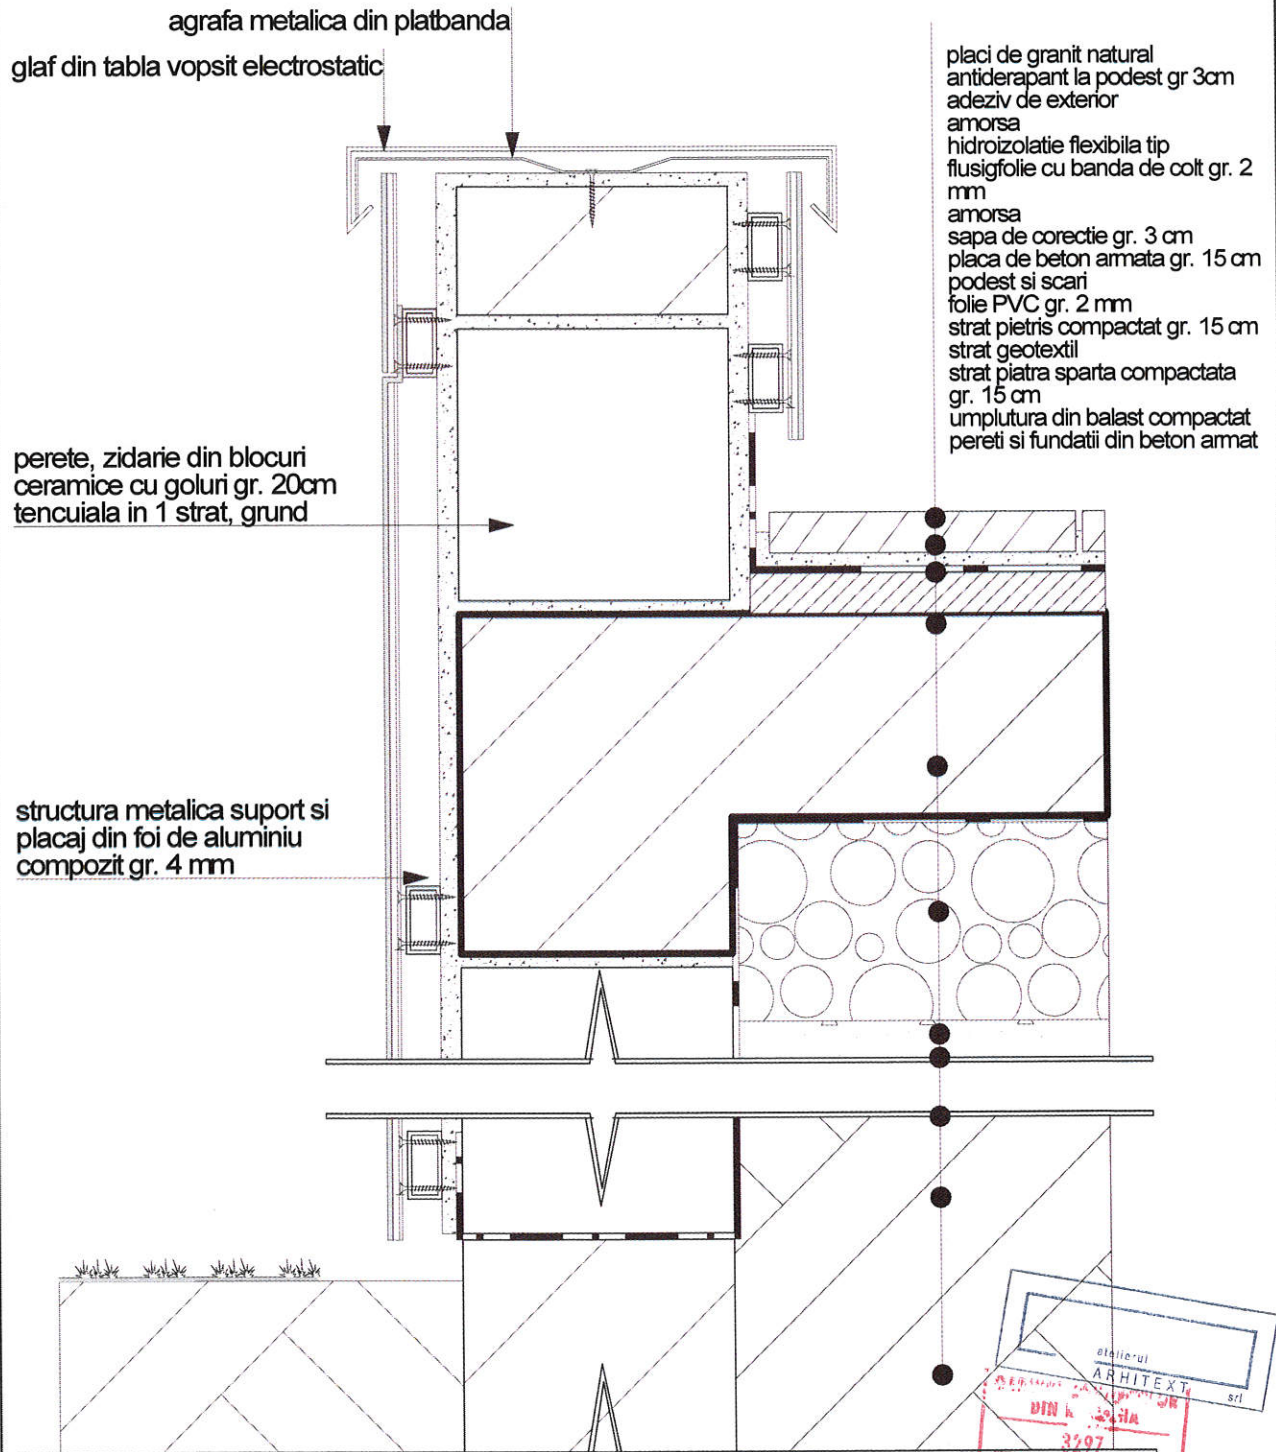 agrafa metalica din platbanda
glaf din tabla vopsit electrostatic
placi de granit natural
antiderapant la podest gr 3cm
adeziv de exterior
amorsa
hidroizolatie flexibila tip
flusigfolie cu banda de colt gr. 2
mm
amorsa
sapa de corectie gr. 3 cm
placa de beton armata gr. 15 cm
podest si scari
folie PVC gr. 2 mm
strat pietris compactat gr. 15 cm
strat geotextil
strat piatra sparta compactata
gr. 15 cm
umplutura din balast compactat
pereti si fundatii din beton armat
perete, zidarie din blocuri
ceramice cu goluri gr. 20cm
tencuiala in 1 strat, grund
structura metalica suport si
placaj din foi de aluminiu
compozit gr. 4 mm
atelierul
ARHITEXT
srl
DIN
3297